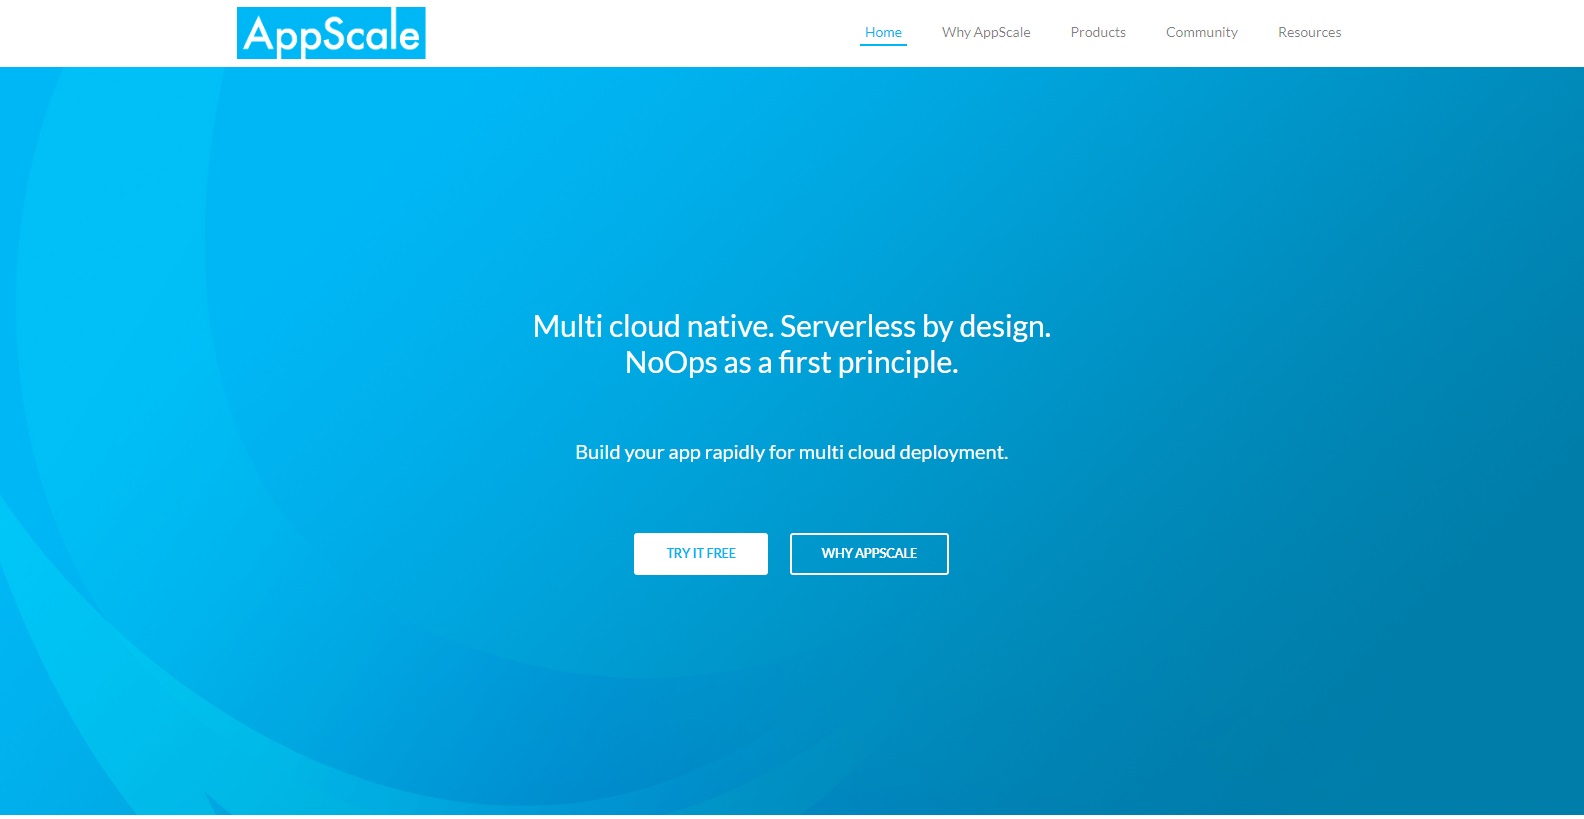 AppScale
Home Why AppScale Products Community Resources
Multi cloud native. Serverless by design.
NoOps as a first principle.
Build your app rapidly for multi cloud deployment.
TRY IT FREE WHY APPSCALE